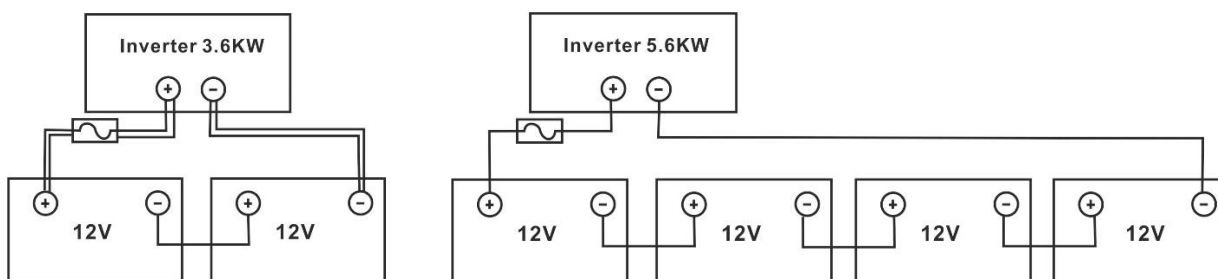 Inverter 3.6KW
+ −
+ − + −
12V 12V
Inverter 5.6KW
+ −
+ − + − + − + −
12V 12V 12V 12V